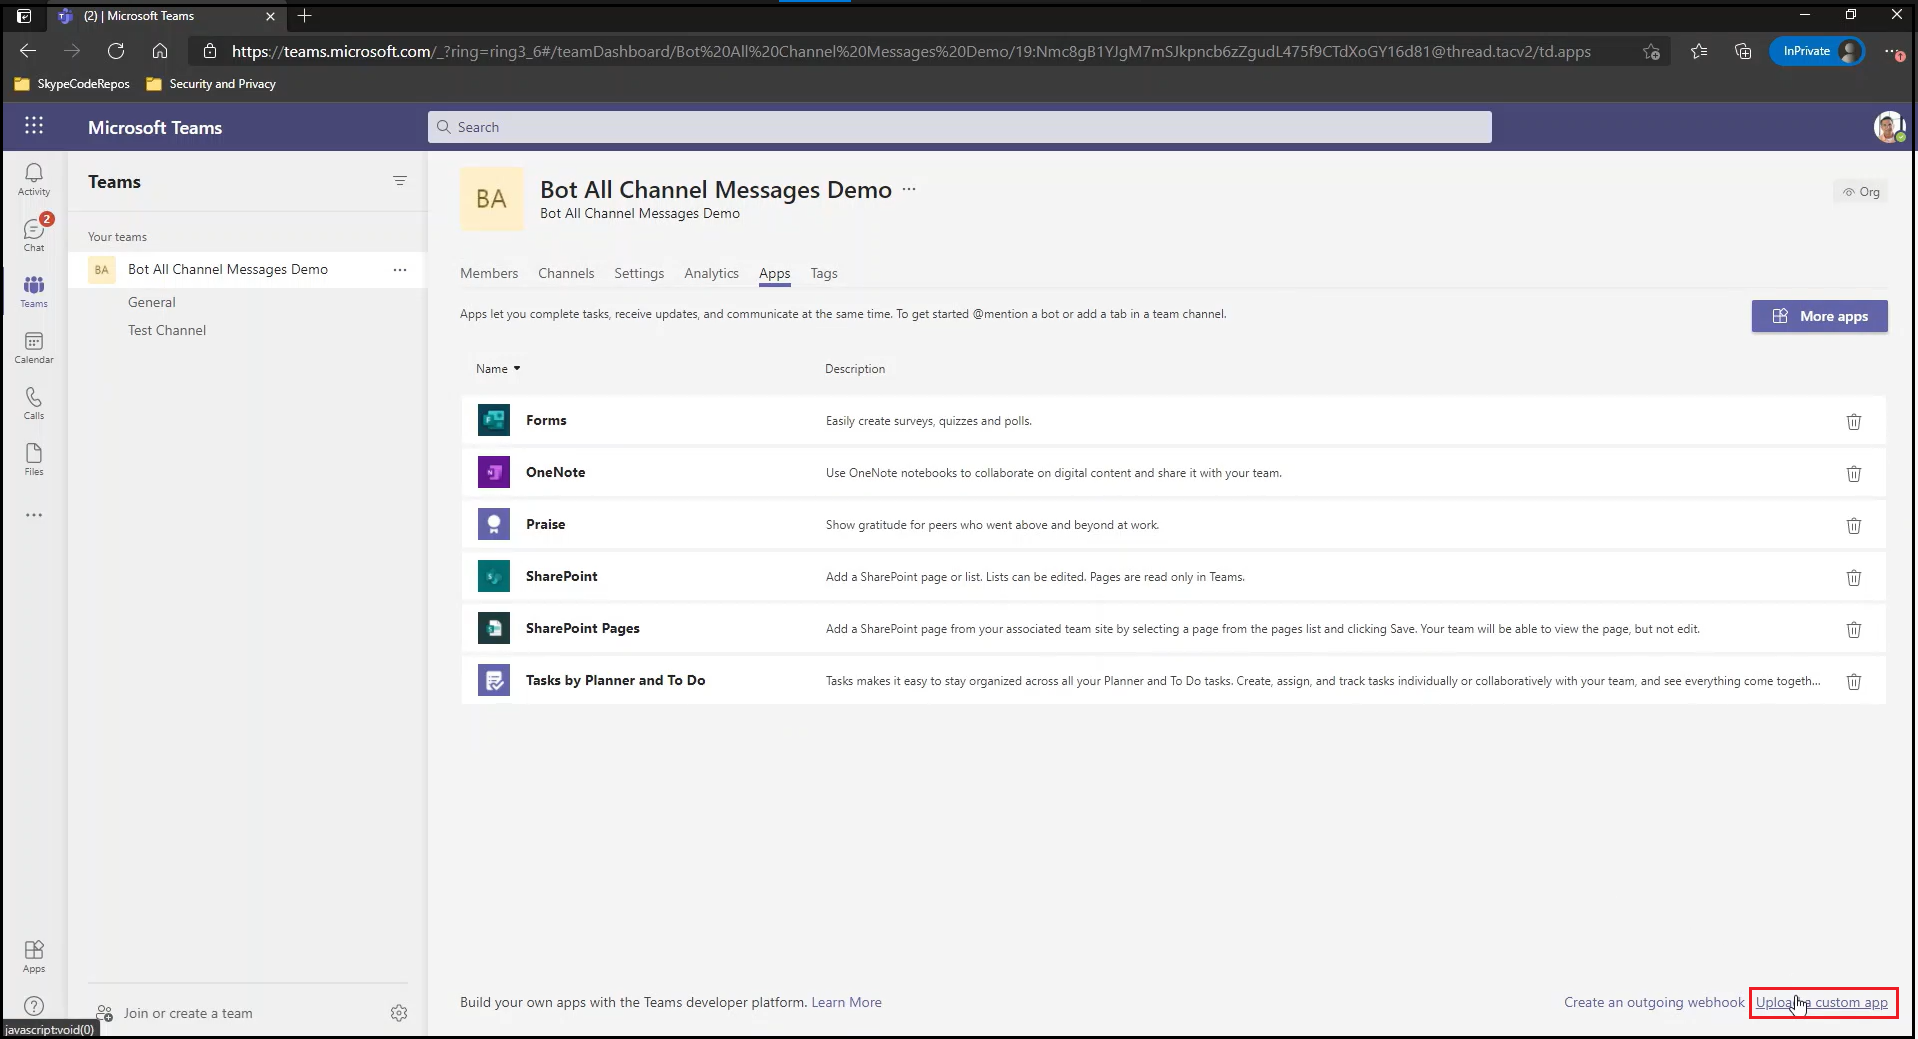 (2) | Microsoft Teams
https://teams.microsoft.com/_?ring=ring3_6#/teamDashboard/Bot%20All%20Channel%20Messages%20Demo/19:Nmc8gB1YJgM7mSJkpncb6zZgudL475f9CTdXoGY16d81@thread.tacv2/td.apps
InPrivate
SkypeCodeRepos
Security and Privacy
Microsoft Teams
Search
Activity
2
Chat
Teams
Calendar
Calls
Files
Apps
Teams
Your teams
BA
Bot All Channel Messages Demo
General
Test Channel
Join or create a team
BA
Bot All Channel Messages Demo
Bot All Channel Messages Demo
Org
Members
Channels
Settings
Analytics
Apps
Tags
Apps let you complete tasks, receive updates, and communicate at the same time. To get started @mention a bot or add a tab in a team channel.
More apps
Name
Description
Forms
Easily create surveys, quizzes and polls.
OneNote
Use OneNote notebooks to collaborate on digital content and share it with your team.
Praise
Show gratitude for peers who went above and beyond at work.
SharePoint
Add a SharePoint page or list. Lists can be edited. Pages are read only in Teams.
SharePoint Pages
Add a SharePoint page from your associated team site by selecting a page from the pages list and clicking Save. Your team will be able to view the page, but not edit.
Tasks by Planner and To Do
Tasks makes it easy to stay organized across all your Planner and To Do tasks. Create, assign, and track tasks individually or collaboratively with your team, and see everything come togeth...
Build your own apps with the Teams developer platform. Learn More
Create an outgoing webhook
Upload a custom app
javascript:void(0)